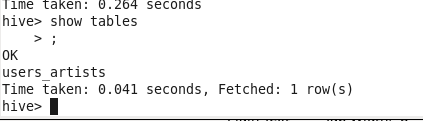 Time taken: 0.264 seconds
hive> show tables
    > ;
OK
users_artists
Time taken: 0.041 seconds, Fetched: 1 row(s)
hive>